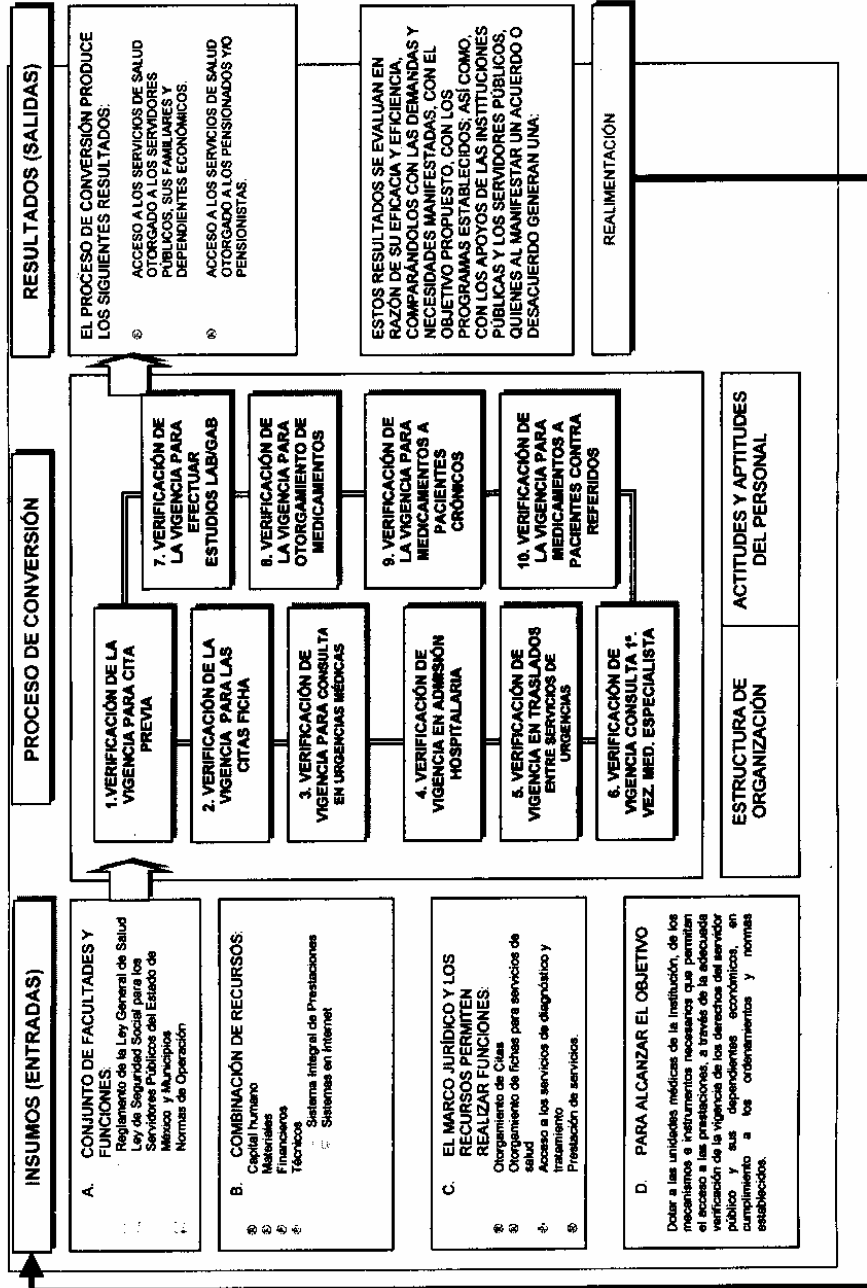 INSUMOS (ENTRADAS)
A. CONJUNTO DE FACULTADES Y
FUNCIONES:
Reglamento de la Ley General de Salud
Ley de Seguridad Social para los
Servidores Públicos del Estado de
México y Municipios
Normas de Operación
B. COMBINACIÓN DE RECURSOS:
Capital humano
Materiales
Financieros
Técnicos
Sistema Integral de Prestaciones
Sistemas en Internet
C. EL MARCO JURÍDICO Y LOS
RECURSOS PERMITEN
REALIZAR FUNCIONES:
Otorgamiento de Citas
Otorgamiento de fichas para servicios de
salud
Acceso a los servicios de diagnóstico y
tratamiento
Prestación de servicios.
D. PARA ALCANZAR EL OBJETIVO
Dotar a las unidades médicas de la Institución, de los
mecanismos e instrumentos necesarios que permitan
el acceso a las prestaciones, a través de la adecuada
verificación de la vigencia de los derechos del servidor
público y sus dependientes económicos, en
cumplimiento a los ordenamientos y normas
establecidos.
PROCESO DE CONVERSIÓN
1.VERIFICACIÓN DE LA
VIGENCIA PARA CITA
PREVIA
2. VERIFICACIÓN DE LA
VIGENCIA PARA LAS
CITAS FICHA
3. VERIFICACIÓN DE
VIGENCIA PARA CONSULTA
EN URGENCIAS MÉDICAS
4. VERIFICACIÓN DE
VIGENCIA EN ADMISIÓN
HOSPITALARIA
5. VERIFICACIÓN DE
VIGENCIA EN TRASLADOS
ENTRE SERVICIOS DE
URGENCIAS
6. VERIFICACIÓN DE
VIGENCIA CONSULTA 1ª.
VEZ. MED. ESPECIALISTA
7. VERIFICACIÓN DE
LA VIGENCIA PARA
EFECTUAR
ESTUDIOS LAB/GAB
8. VERIFICACIÓN DE
LA VIGENCIA PARA
OTORGAMIENTO DE
MEDICAMENTOS
9. VERIFICACIÓN DE
LA VIGENCIA PARA
MEDICAMENTOS A
PACIENTES
CRÓNICOS
10. VERIFICACIÓN DE
LA VIGENCIA PARA
MEDICAMENTOS A
PACIENTES CONTRA
REFERIDOS
ESTRUCTURA DE
ORGANIZACIÓN
ACTITUDES Y APTITUDES
DEL PERSONAL
RESULTADOS (SALIDAS)
EL PROCESO DE CONVERSIÓN PRODUCE
LOS SIGUIENTES RESULTADOS:
ACCESO A LOS SERVICIOS DE SALUD
OTORGADO A LOS SERVIDORES
PÚBLICOS, SUS FAMILIARES Y
DEPENDIENTES ECONÓMICOS.
ACCESO A LOS SERVICIOS DE SALUD
OTORGADO A LOS PENSIONADOS Y/O
PENSIONISTAS.
ESTOS RESULTADOS SE EVALUAN EN
RAZÓN DE SU EFICACIA Y EFICIENCIA,
COMPARÁNDOLOS CON LAS DEMANDAS Y
NECESIDADES MANIFESTADAS, CON EL
OBJETIVO PROPUESTO, CON LOS
PROGRAMAS ESTABLECIDOS; ASÍ COMO,
CON LOS APOYOS DE LAS INSTITUCIONES
PÚBLICAS Y LOS SERVIDORES PÚBLICOS,
QUIENES AL MANIFESTAR UN ACUERDO O
DESACUERDO GENERAN UNA:
REALIMENTACIÓN